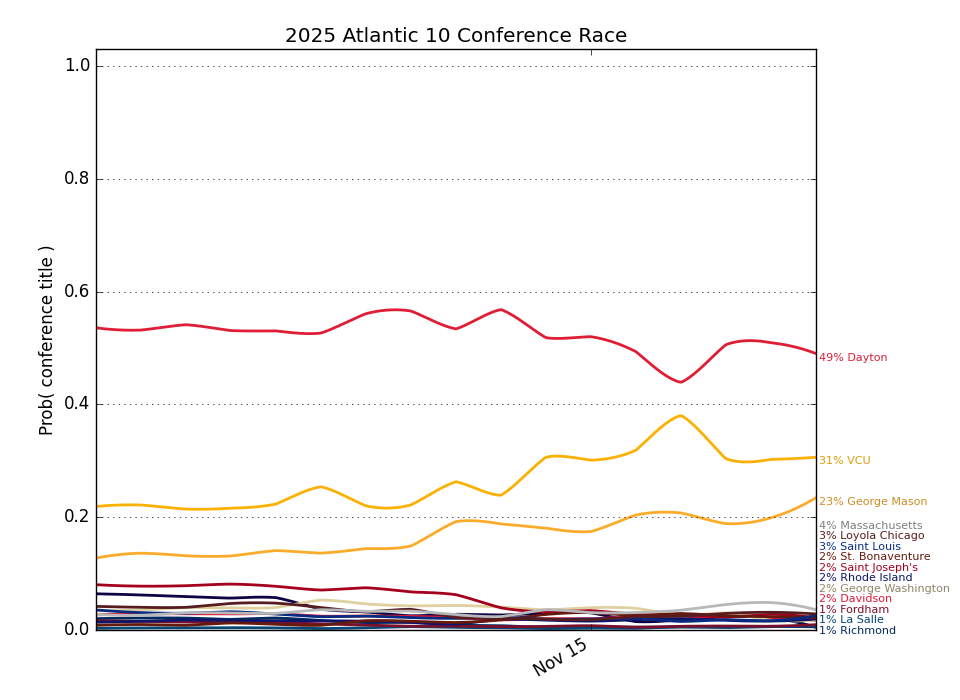 2025 Atlantic 10 Conference Race
Prob( conference title )
1.0
0.8
0.6
0.4
0.2
0.0
Nov 15
49% Dayton
31% VCU
23% George Mason
4% Massachusetts
3% Loyola Chicago
3% Saint Louis
2% St. Bonaventure
2% Saint Joseph's
2% Rhode Island
2% George Washington
2% Davidson
1% Fordham
1% La Salle
1% Richmond